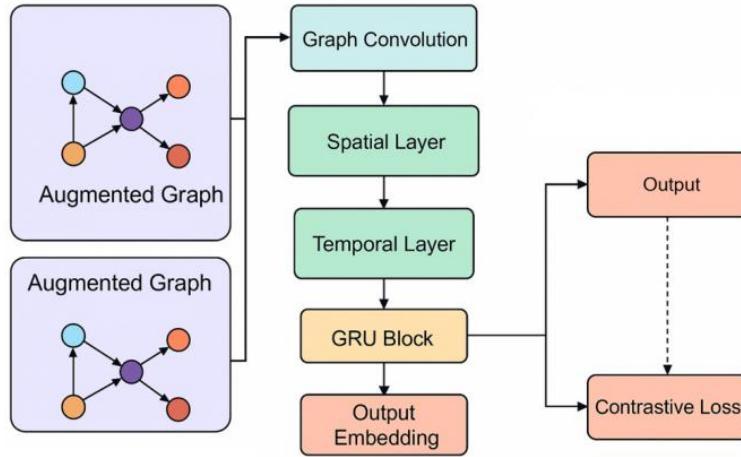 Graph Convolution
Augmented Graph
Spatial Layer
Output
Temporal Layer
Augmented Graph
GRU Block
Output
Embedding
Contrastive Loss